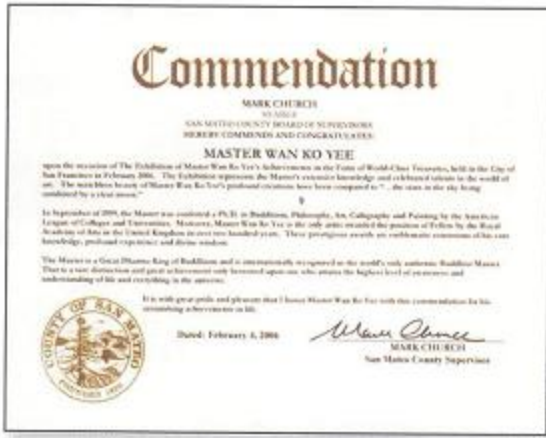 Commendation
MARK CHURCH
MEMBER
SAN MATEO COUNTY BOARD OF SUPERVISORS
HEREBY COMMENDS AND CONGRATULATES
MASTER WAN KO YEE
upon the occasion of The Exhibition of Master Wan Ko Yee's Achievements in the Form of World-Class Treasures, held in the City of
San Francisco in February 2006. The Exhibition represents the Master's extensive knowledge and celebrated talents in the world of
art. The matchless beauty of Master Wan Ko Yee's profound creations have been compared to "... the stars in the sky being
by a clear moon."
In September of 2004, the Master was conferred a Ph.D. in Buddhism, Philosophy, Art, Calligraphy and Painting by the American
League of Colleges and Universities. Moreover, Master Wan Ko Yee is the only artist awarded the position of Fellow by the Royal
Academy of Arts in the United Kingdom in over two hundred years. These prestigious awards are emblematic of his vast
knowledge, profound experience and divine wisdom.
The Master is a Great Dharma King of Buddhism and is internationally recognized as the world's only authentic Buddhist Master.
That is a rare distinction and great achievement only bestowed upon one who attains the highest level of awareness and
understanding of life and everything in the universe.
It is with great pride and pleasure that I honor Master Wan Ko Yee with this commendation for his
astonishing achievements in life.
Dated: February 4, 2006
Mark Church
MARK CHURCH
San Mateo County Supervisor
COUNTY OF SAN MATEO
FOUNDED 1856